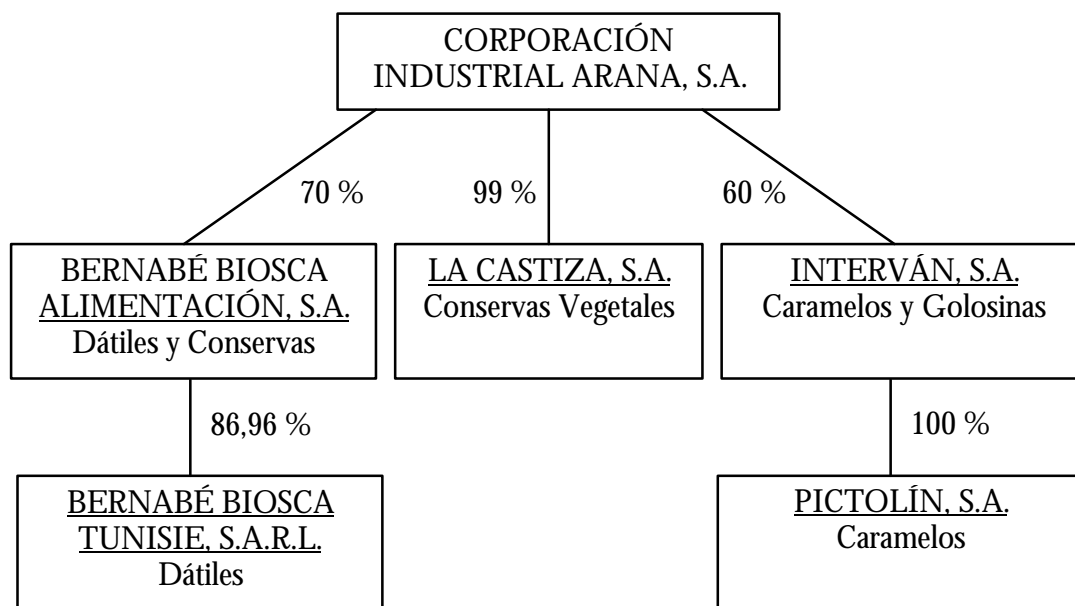 CORPORACIÓN
INDUSTRIAL ARANA, S.A.
70 %
99 %
60 %
BERNABÉ BIOSCA
ALIMENTACIÓN, S.A.
Dátiles y Conservas
LA CASTIZA, S.A.
Conservas Vegetales
INTERVÁN, S.A.
Caramelos y Golosinas
86,96 %
100 %
BERNABÉ BIOSCA
TUNISIE, S.A.R.L.
Dátiles
PICTOLÍN, S.A.
Caramelos